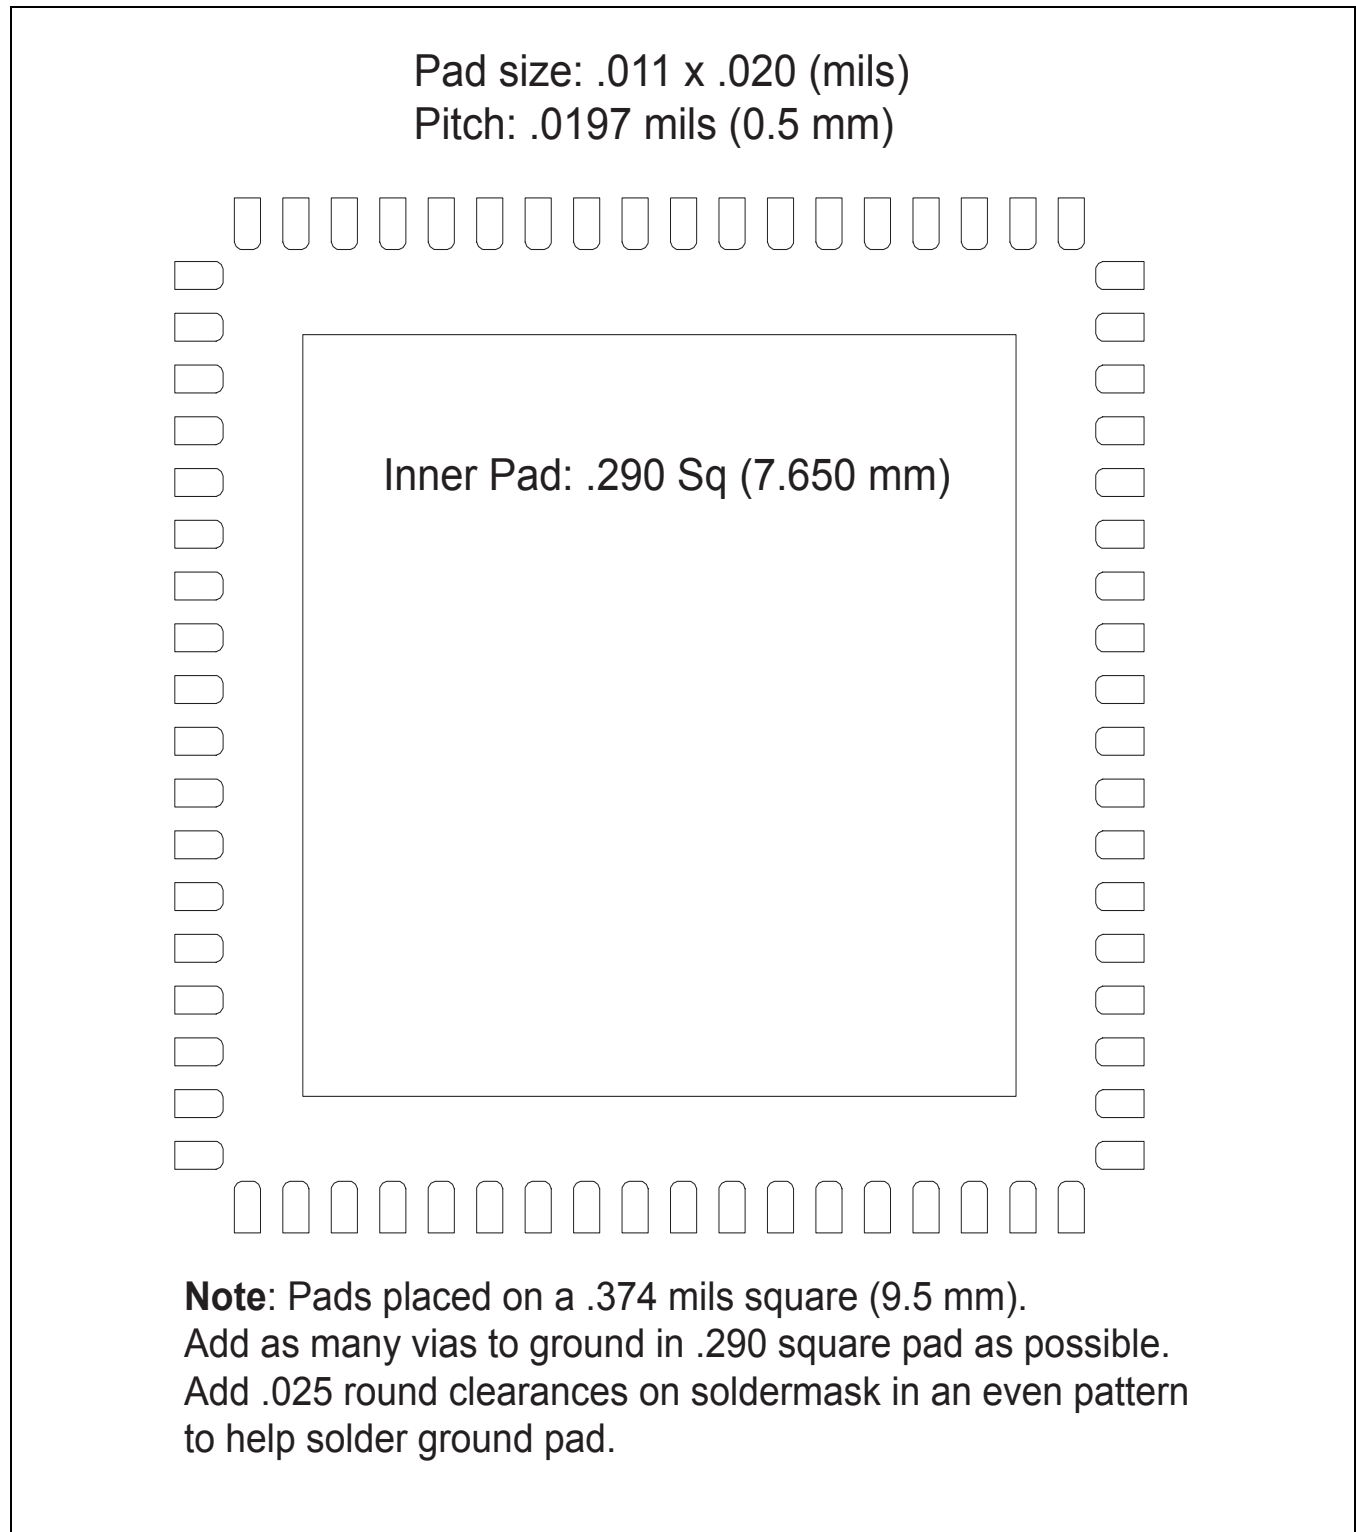 Pad size: .011 x .020 (mils)
Pitch: .0197 mils (0.5 mm)
Inner Pad: .290 Sq (7.650 mm)
Note: Pads placed on a .374 mils square (9.5 mm).
Add as many vias to ground in .290 square pad as possible.
Add .025 round clearances on soldermask in an even pattern
to help solder ground pad.